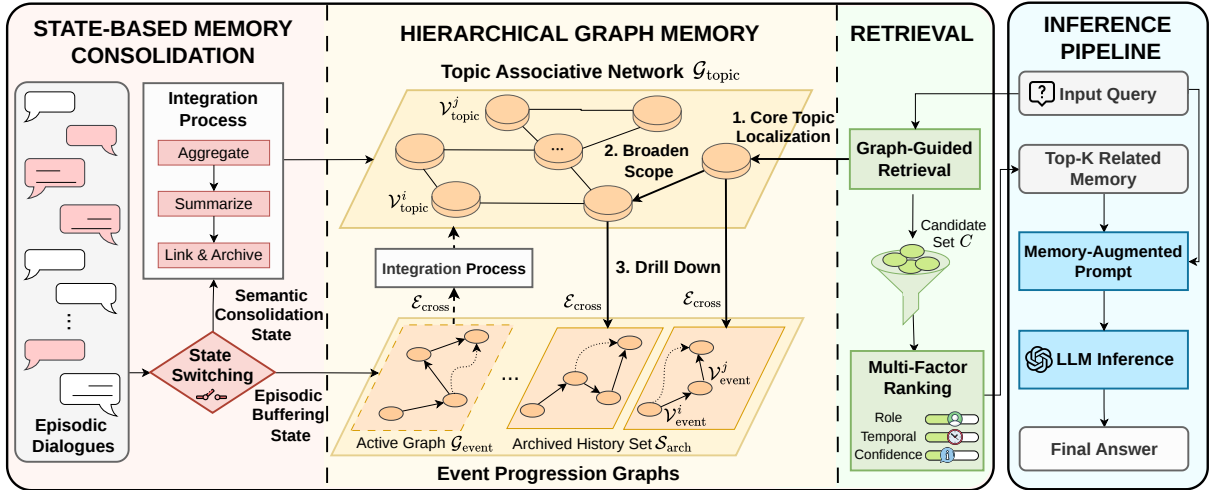 STATE-BASED MEMORY
CONSOLIDATION
Integration
Process
Aggregate
Summarize
Link & Archive
Semantic
Consolidation
State
State
Switching
Episodic
Buffering
State
Episodic
Dialogues
HIERARCHICAL GRAPH MEMORY
Topic Associative Network 𝒢topic
𝒱ʲtopic
...
𝒱ⁱtopic
1. Core Topic
Localization
2. Broaden
Scope
Integration Process
3. Drill Down
ℰcross
ℰcross
ℰcross
...
𝒱ʲevent
𝒱ⁱevent
Active Graph 𝒢event
Archived History Set 𝒮arch
Event Progression Graphs
RETRIEVAL
Graph-Guided
Retrieval
Candidate
Set C
Multi-Factor
Ranking
Role
Temporal
Confidence
INFERENCE
PIPELINE
? Input Query
Top-K Related
Memory
Memory-Augmented
Prompt
LLM Inference
Final Answer